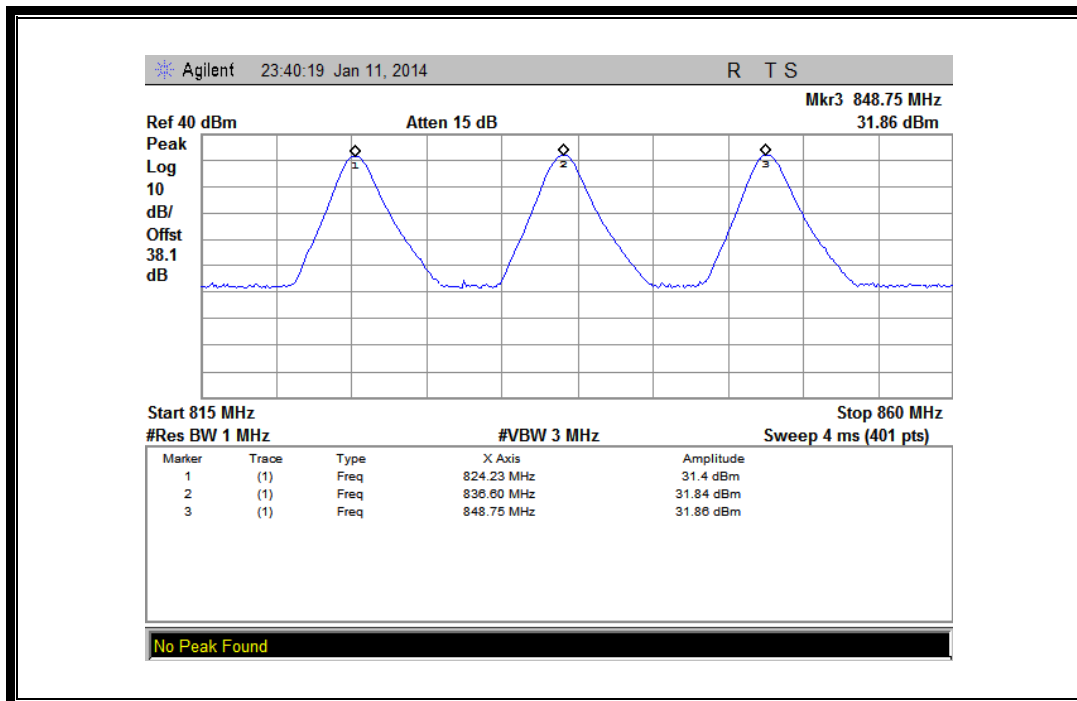 Agilent 23:40:19 Jan 11, 2014 R T S
Mkr3 848.75 MHz
Ref 40 dBm Atten 15 dB 31.86 dBm
Peak
Log
10
dB/
Offst
38.1
dB
1 2 3
Start 815 MHz Stop 860 MHz
#Res BW 1 MHz #VBW 3 MHz Sweep 4 ms (401 pts)
Marker Trace Type X Axis Amplitude
1 (1) Freq 824.23 MHz 31.4 dBm
2 (1) Freq 836.60 MHz 31.84 dBm
3 (1) Freq 848.75 MHz 31.86 dBm
No Peak Found